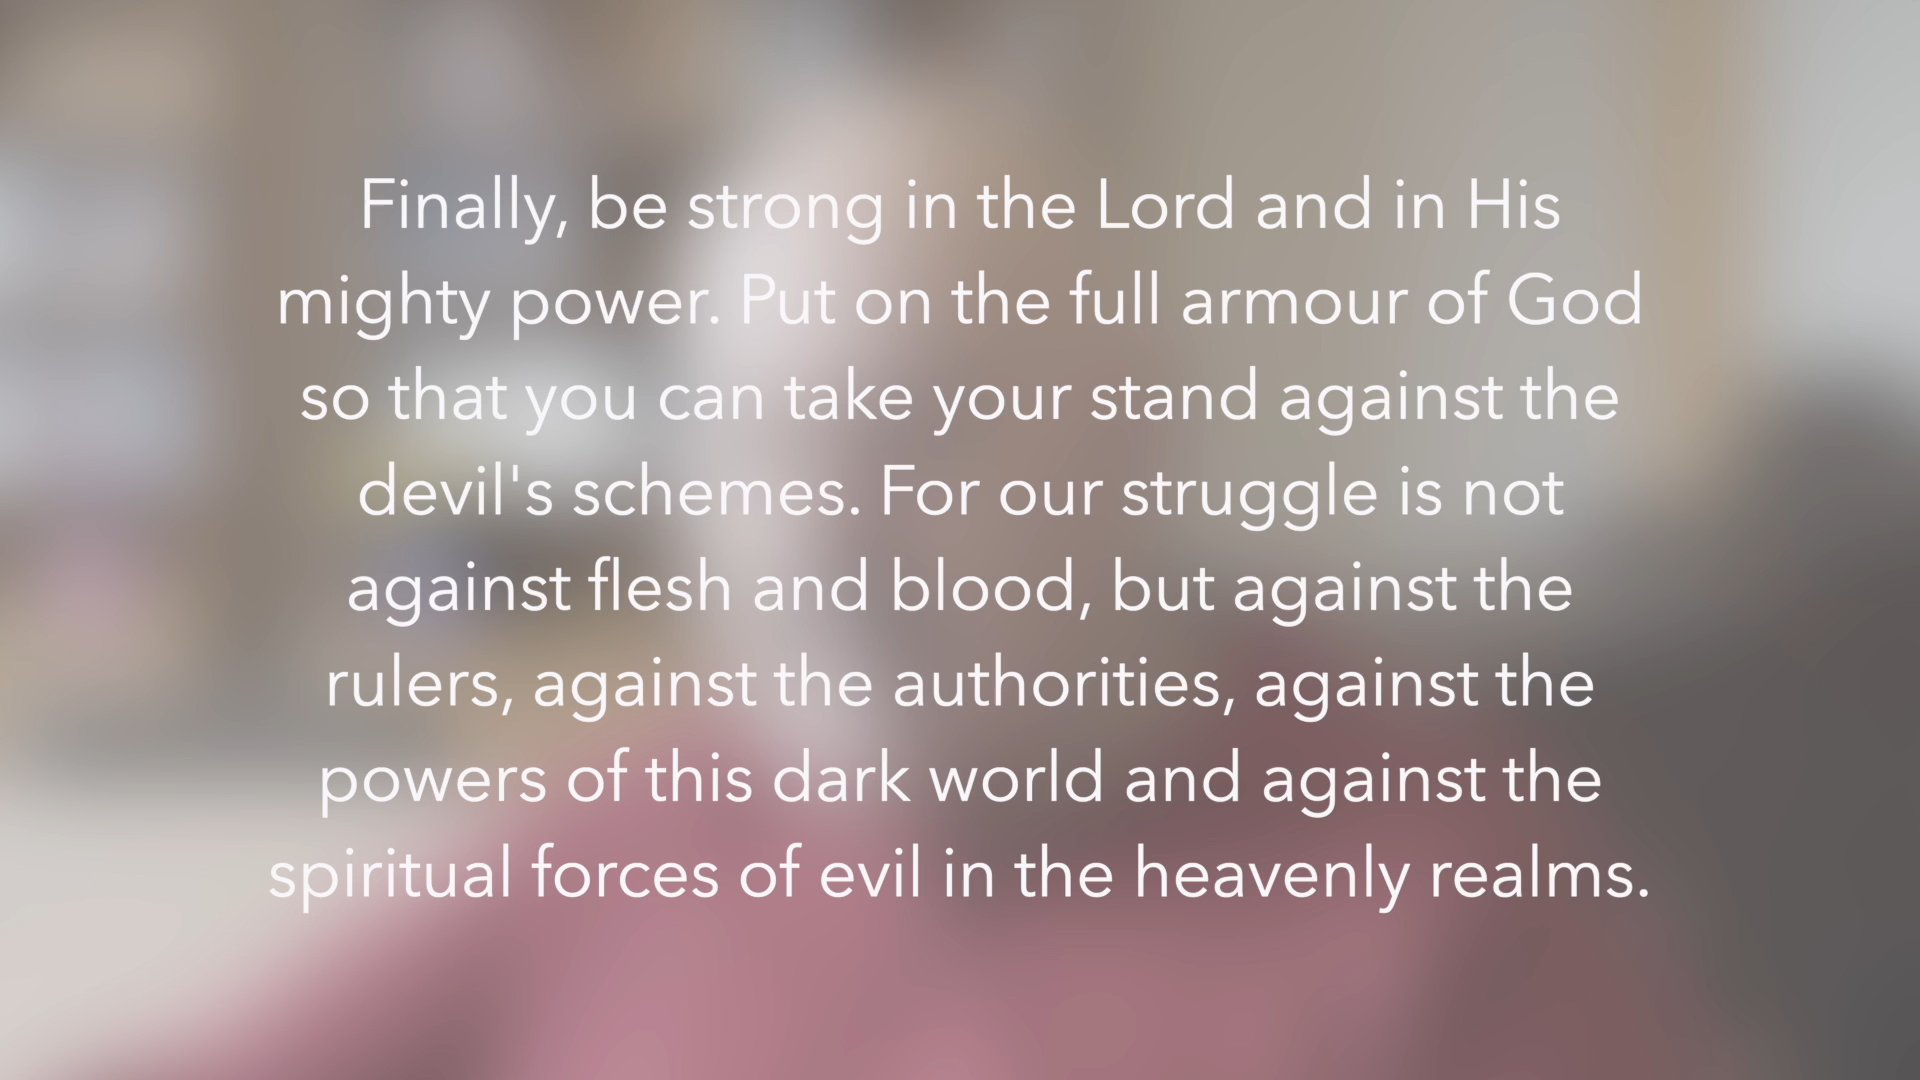 Finally, be strong in the Lord and in His
mighty power. Put on the full armour of God
so that you can take your stand against the
devil's schemes. For our struggle is not
against flesh and blood, but against the
rulers, against the authorities, against the
powers of this dark world and against the
spiritual forces of evil in the heavenly realms.